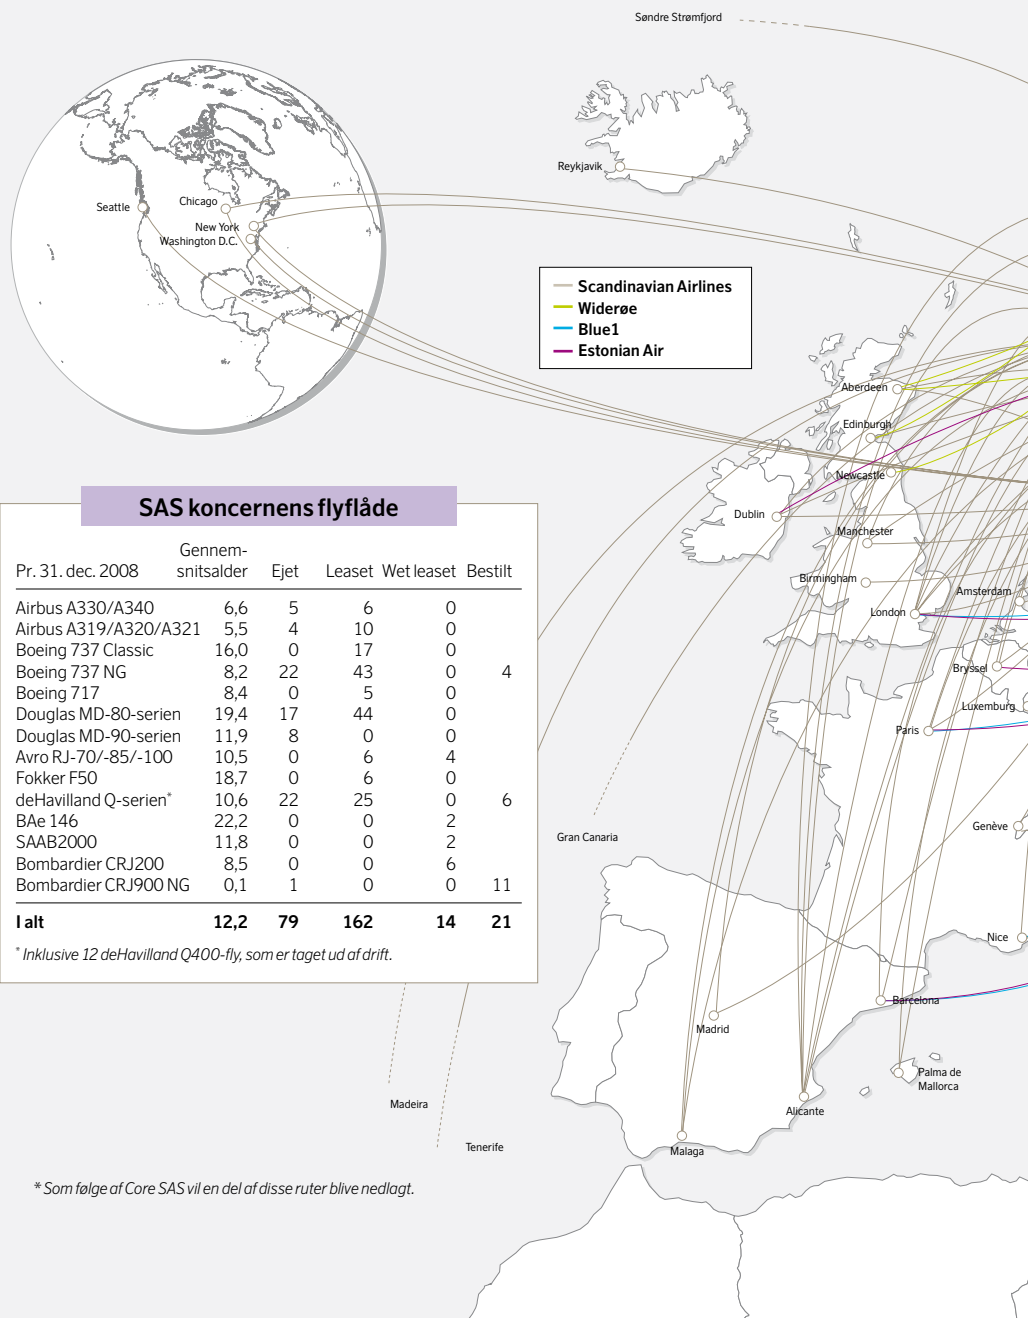 Søndre Strømfjord
Reykjavik
Seattle
Chicago
New York
Washington D.C.
Scandinavian Airlines
Widerøe
Blue1
Estonian Air
Aberdeen
Edinburgh
Newcastle
Dublin
Manchester
Birmingham
Amsterdam
London
Bryssel
Luxemburg
Paris
Genève
Nice
Gran Canaria
Barcelona
Madrid
Palma de
Mallorca
Alicante
Malaga
SAS koncernens flyflåde
Gennem-
Pr. 31. dec. 2008 snitsalder Ejet Leaset Wet leaset Bestilt
Airbus A330/A340 6,6 5 6 0
Airbus A319/A320/A321 5,5 4 10 0
Boeing 737 Classic 16,0 0 17 0
Boeing 737 NG 8,2 22 43 0 4
Boeing 717 8,4 0 5 0
Douglas MD-80-serien 19,4 17 44 0
Douglas MD-90-serien 11,9 8 0 0
Avro RJ-70/-85/-100 10,5 0 6 4
Fokker F50 18,7 0 6 0
deHavilland Q-serien* 10,6 22 25 0 6
BAe 146 22,2 0 0 2
SAAB2000 11,8 0 0 2
Bombardier CRJ200 8,5 0 0 6
Bombardier CRJ900 NG 0,1 1 0 0 11
I alt 12,2 79 162 14 21
* Inklusive 12 deHavilland Q400-fly, som er taget ud af drift.
Madeira
Tenerife
* Som følge af Core SAS vil en del af disse ruter blive nedlagt.